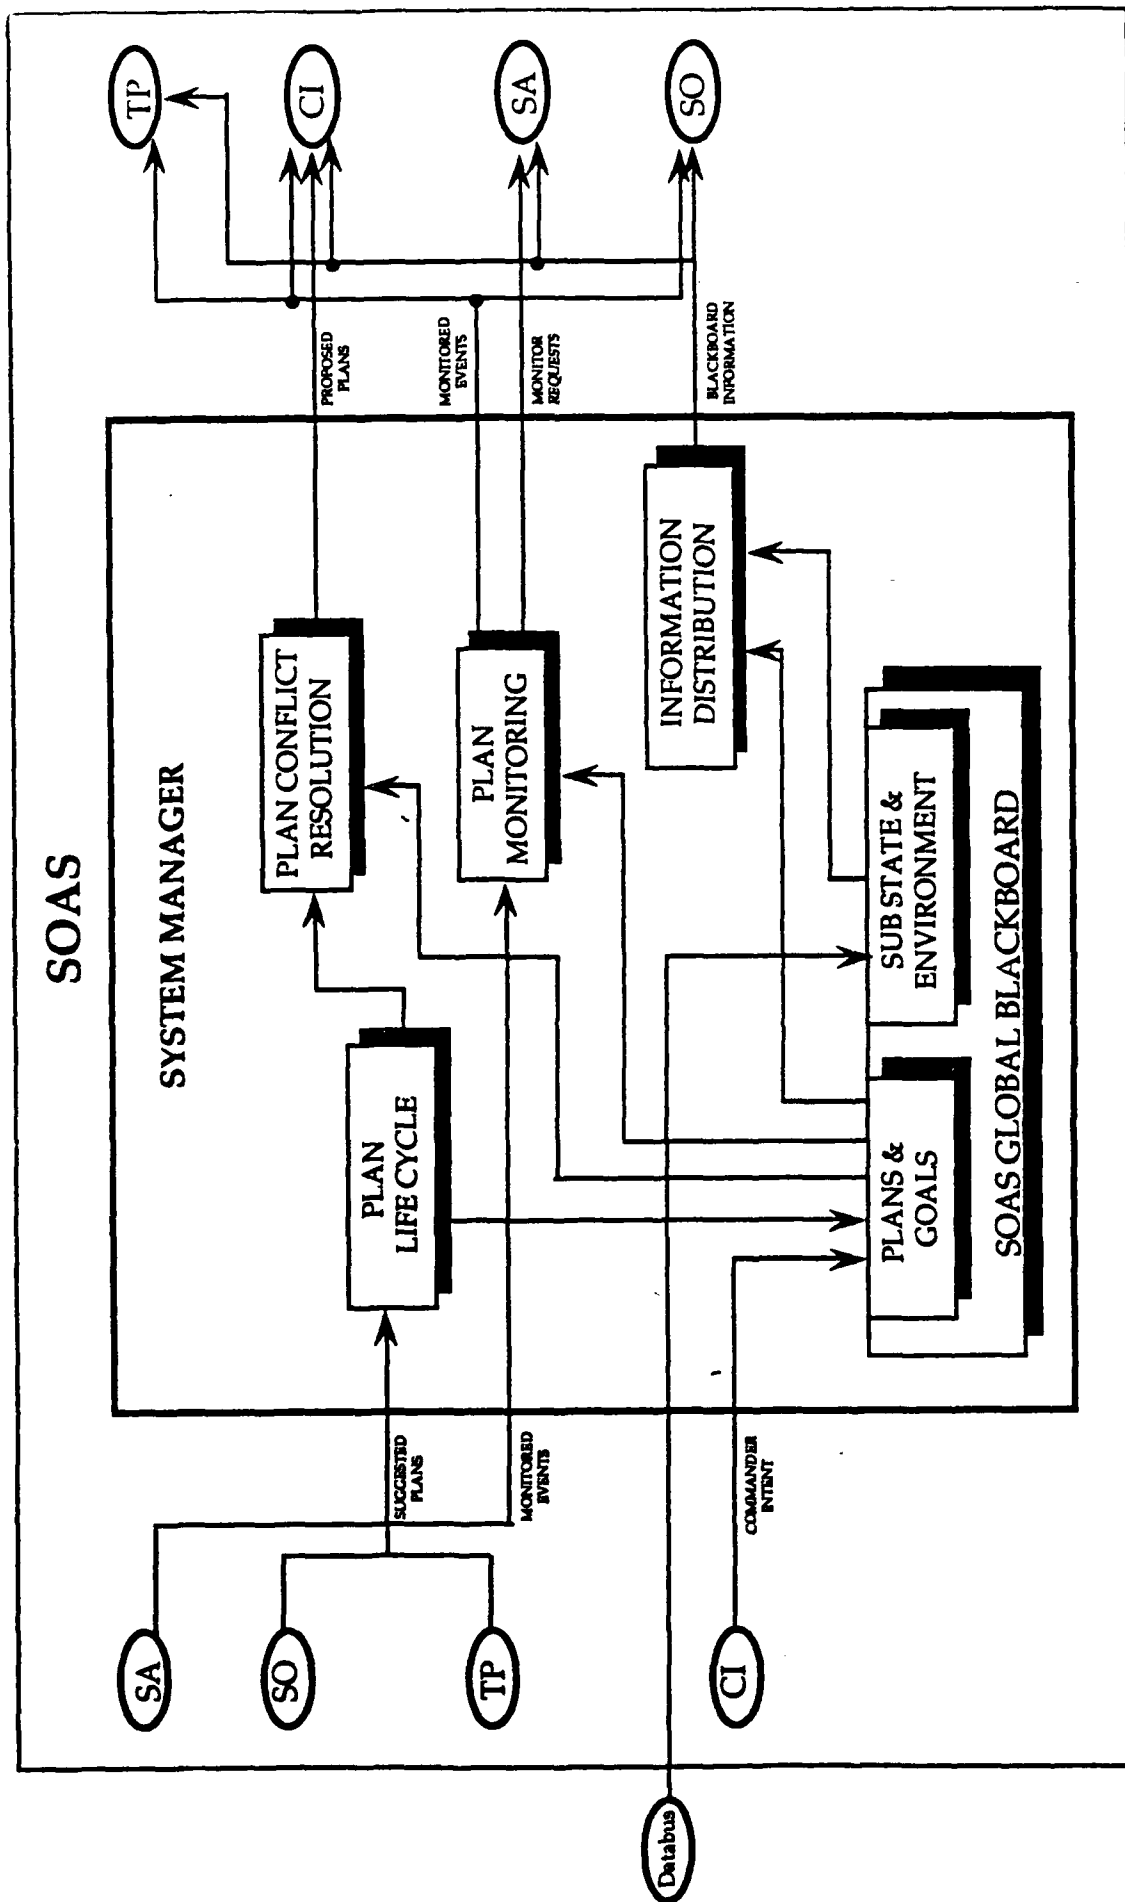 SOAS
SYSTEM MANAGER
SA
SO
TP
CI
Databus
SUGGESTED
PLANS
MONITORED
EVENTS
COMMANDER
INTENT
PLAN
LIFE CYCLE
PLAN CONFLICT
RESOLUTION
PLAN
MONITORING
INFORMATION
DISTRIBUTION
PLANS &
GOALS
SUB STATE &
ENVIRONMENT
SOAS GLOBAL BLACKBOARD
PROPOSED
PLANS
MONITORED
EVENTS
MONITOR
REQUESTS
BLACKBOARD
INFORMATION
TP
CI
SA
SO